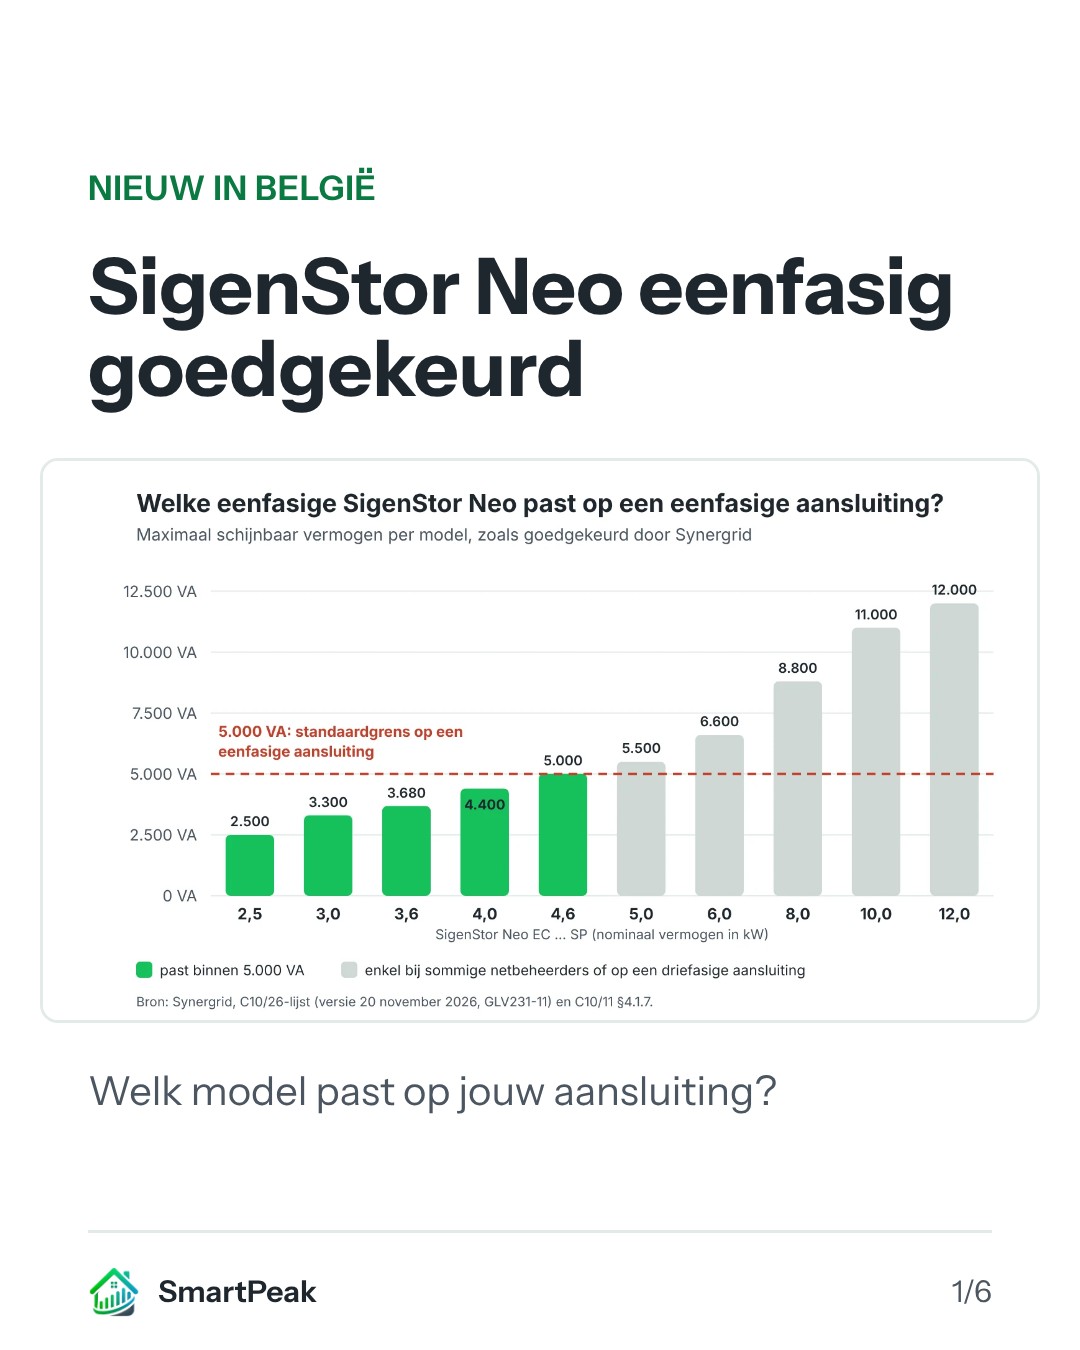 NIEUW IN BELGIË
SigenStor Neo eenfasig
goedgekeurd
Welke eenfasige SigenStor Neo past op een eenfasige aansluiting?
Maximaal schijnbaar vermogen per model, zoals goedgekeurd door Synergrid
12.500 VA
10.000 VA
7.500 VA
5.000 VA
2.500 VA
0 VA
5.000 VA: standaardgrens op een
eenfasige aansluiting
2.500
3.300
3.680
4.400
5.000
5.500
6.600
8.800
11.000
12.000
2,5 3,0 3,6 4,0 4,6 5,0 6,0 8,0 10,0 12,0
SigenStor Neo EC ... SP (nominaal vermogen in kW)
past binnen 5.000 VA
enkel bij sommige netbeheerders of op een driefasige aansluiting
Bron: Synergrid, C10/26-lijst (versie 20 november 2026, GLV231-11) en C10/11 §4.1.7.
Welk model past op jouw aansluiting?
SmartPeak
1/6